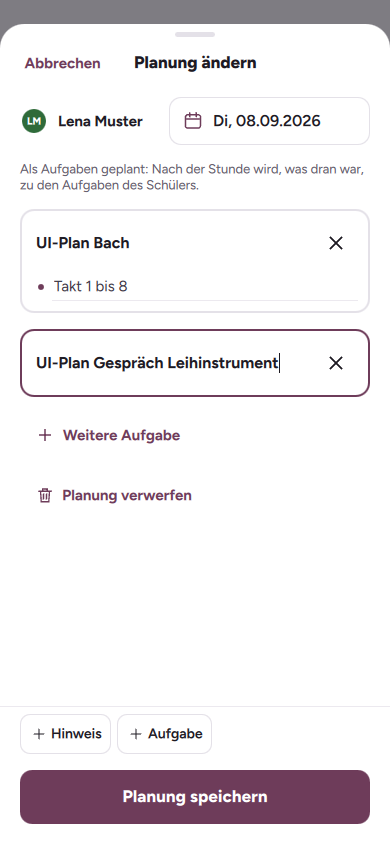 Abbrechen
Planung ändern
LM
Lena Muster
Di, 08.09.2026
Als Aufgaben geplant: Nach der Stunde wird, was dran war,
zu den Aufgaben des Schülers.
UI-Plan Bach
Takt 1 bis 8
UI-Plan Gespräch Leihinstrument
Weitere Aufgabe
Planung verwerfen
Hinweis
Aufgabe
Planung speichern